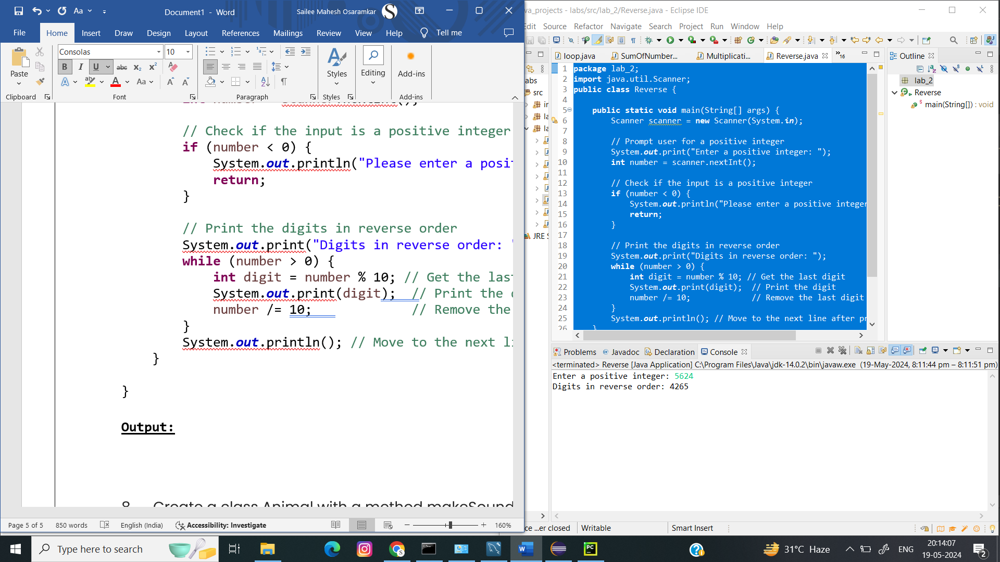 Document1 - Word
Sailee Mahesh Osaramkar
File
Home
Insert
Draw
Design
Layout
References
Mailings
Review
View
Help
Tell me
Paste
Clipboard
Consolas
10
Font
Paragraph
Styles
Styles
Editing
Add-ins
Add-ins
// Check if the input is a positive integer
if (number < 0) {
System.out.println("Please enter a posi
return;
}
// Print the digits in reverse order
System.out.print("Digits in reverse order:
while (number > 0) {
int digit = number % 10; // Get the las
System.out.print(digit); // Print the
number /= 10; // Remove the
}
System.out.println(); // Move to the next li
}
}
Output:
8. Create a class Animal with a method makeSound
Page 5 of 5
850 words
English (India)
Accessibility: Investigate
160%
va_projects - labs/src/lab_2/Reverse.java - Eclipse IDE
Edit Source Refactor Navigate Search Project Run Window Help
loop.java
SumOfNumber...
Multiplicati...
Reverse.java
»16
abs
src
JRE S
1 package lab_2;
2 import java.util.Scanner;
3 public class Reverse {
4
5 public static void main(String[] args) {
6 Scanner scanner = new Scanner(System.in);
7
8 // Prompt user for a positive integer
9 System.out.print("Enter a positive integer: ");
10 int number = scanner.nextInt();
11
12 // Check if the input is a positive integer
13 if (number < 0) {
14 System.out.println("Please enter a positive integer
15 return;
16 }
17
18 // Print the digits in reverse order
19 System.out.print("Digits in reverse order: ");
20 while (number > 0) {
21 int digit = number % 10; // Get the last digit
22 System.out.print(digit); // Print the digit
23 number /= 10; // Remove the last digit
24 }
25 System.out.println(); // Move to the next line after pr
26 }
Outline
lab_2
Reverse
main(String[]) : void
Problems
Javadoc
Declaration
Console
<terminated> Reverse [Java Application] C:\Program Files\Java\jdk-14.0.2\bin\javaw.exe (19-May-2024, 8:11:44 pm – 8:11:51 pm)
Enter a positive integer: 5624
Digits in reverse order: 4265
ce ...er closed
Writable
Smart Insert
Type here to search
31°C Haze
ENG
20:14:07
19-05-2024
2